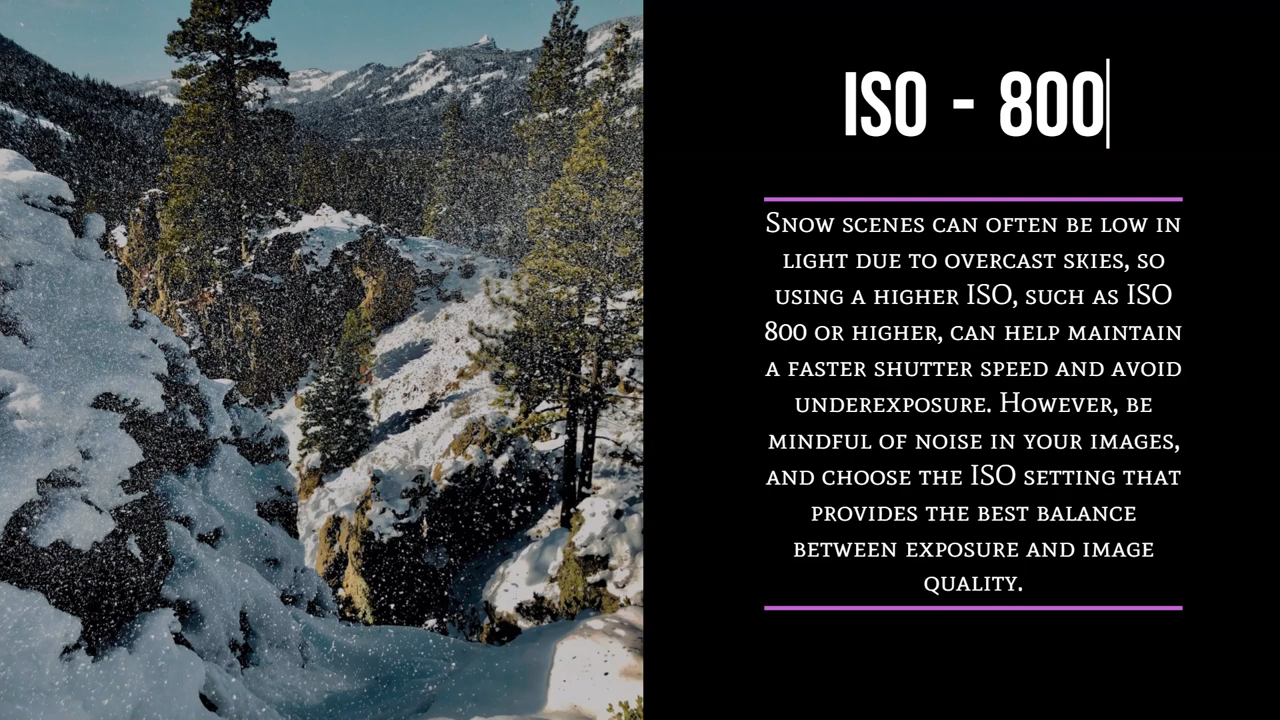 ISO - 800
Snow scenes can often be low in
light due to overcast skies, so
using a higher ISO, such as ISO
800 or higher, can help maintain
a faster shutter speed and avoid
underexposure. However, be
mindful of noise in your images,
and choose the ISO setting that
provides the best balance
between exposure and image
quality.